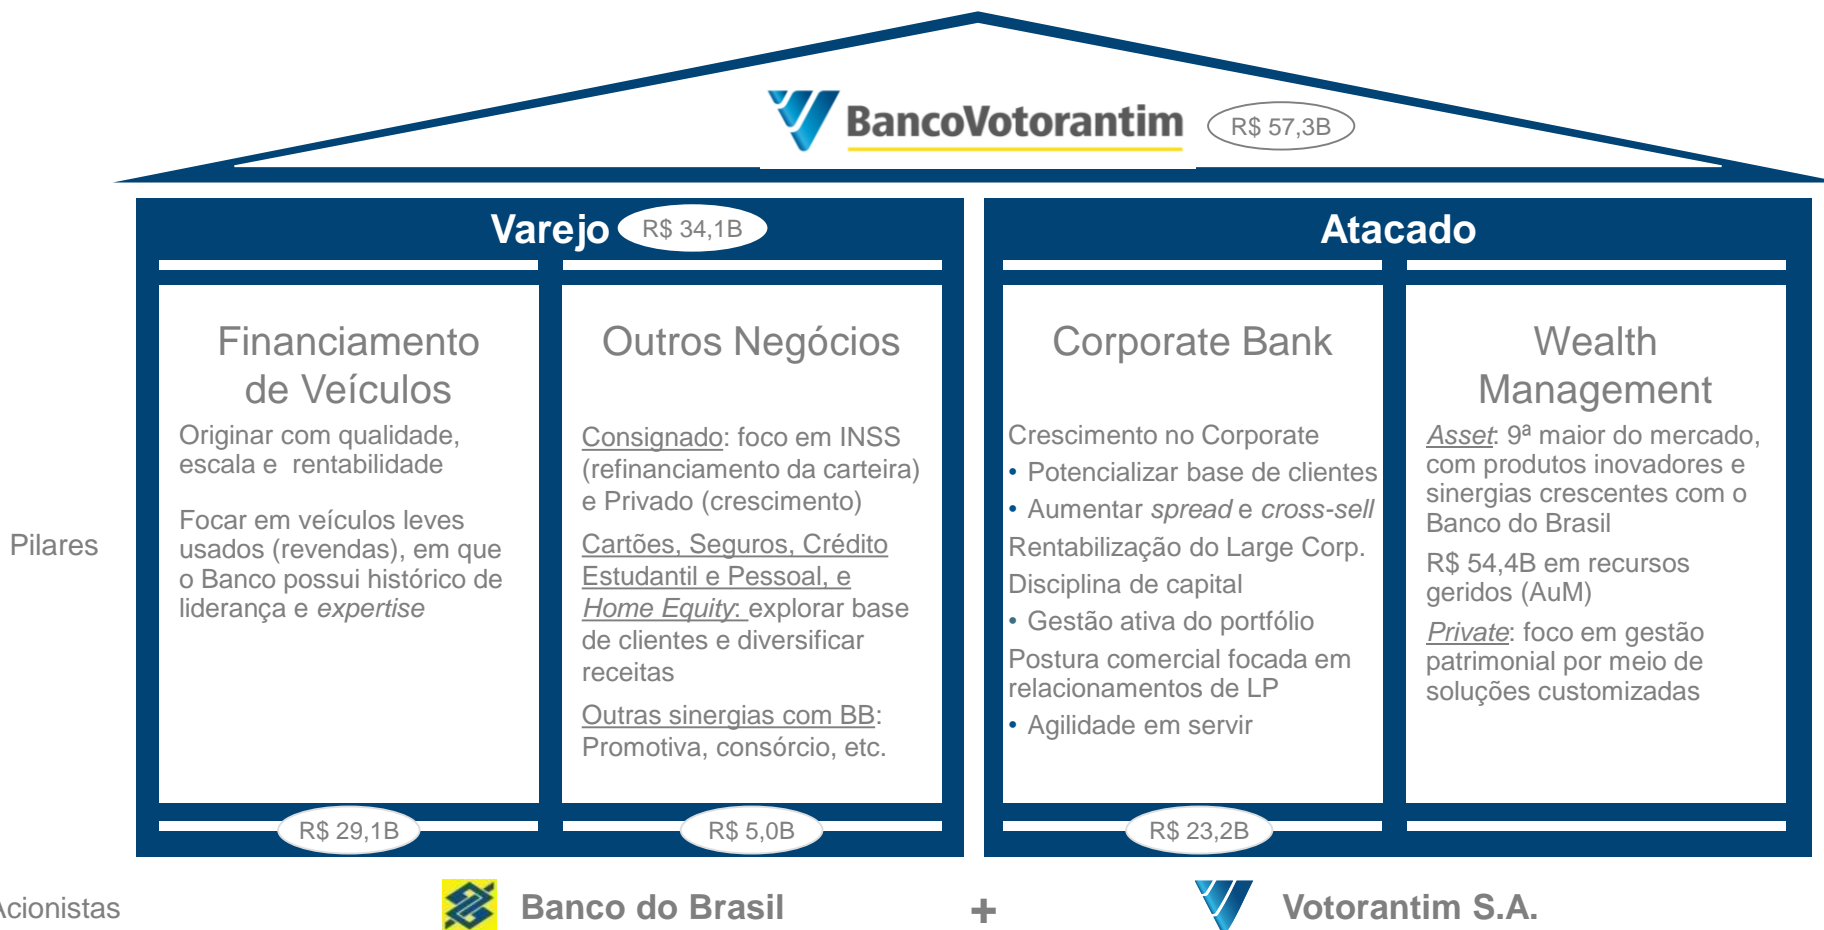 BancoVotorantim
R$ 57,3B
Varejo
R$ 34,1B
Atacado
Pilares
Financiamento
de Veículos
Originar com qualidade,
escala e rentabilidade
Focar em veículos leves
usados (revendas), em que
o Banco possui histórico de
liderança e expertise
R$ 29,1B
Outros Negócios
Consignado: foco em INSS
(refinanciamento da carteira)
e Privado (crescimento)
Cartões, Seguros, Crédito
Estudantil e Pessoal, e
Home Equity: explorar base
de clientes e diversificar
receitas
Outras sinergias com BB:
Promotiva, consórcio, etc.
R$ 5,0B
Corporate Bank
Crescimento no Corporate
• Potencializar base de clientes
• Aumentar spread e cross-sell
Rentabilização do Large Corp.
Disciplina de capital
• Gestão ativa do portfólio
Postura comercial focada em
relacionamentos de LP
• Agilidade em servir
R$ 23,2B
Wealth
Management
Asset: 9ª maior do mercado,
com produtos inovadores e
sinergias crescentes com o
Banco do Brasil
R$ 54,4B em recursos
geridos (AuM)
Private: foco em gestão
patrimonial por meio de
soluções customizadas
Acionistas
Banco do Brasil
+
Votorantim S.A.